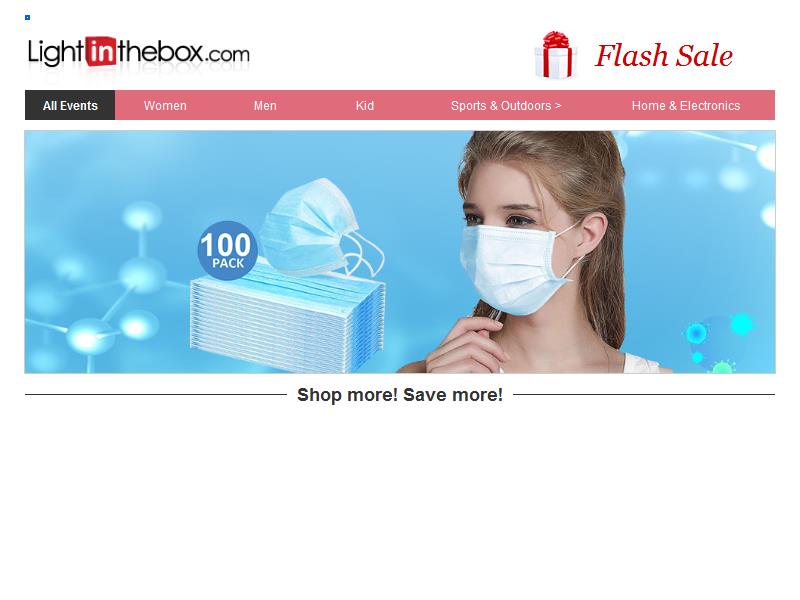 Lightinthebox.com
Flash Sale
All Events Women Men Kid Sports & Outdoors > Home & Electronics
100
PACK
Shop more! Save more!